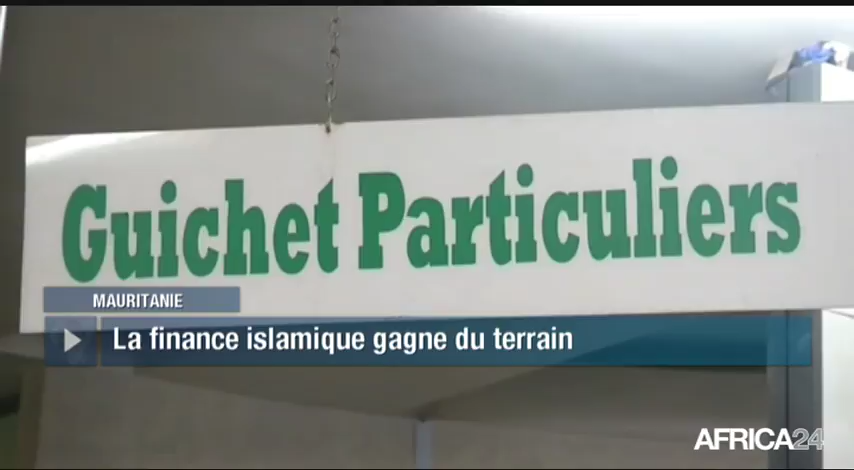 Guichet Particuliers
MAURITANIE
La finance islamique gagne du terrain
AFRICA24